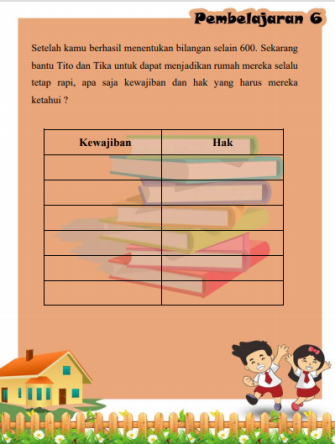 Pembelajaran 6
Setelah kamu berhasil menentukan bilangan selain 600. Sekarang
bantu Tito dan Tika untuk dapat menjadikan rumah mereka selalu
tetap rapi, apa saja kewajiban dan hak yang harus mereka
ketahui ?
Kewajiban Hak